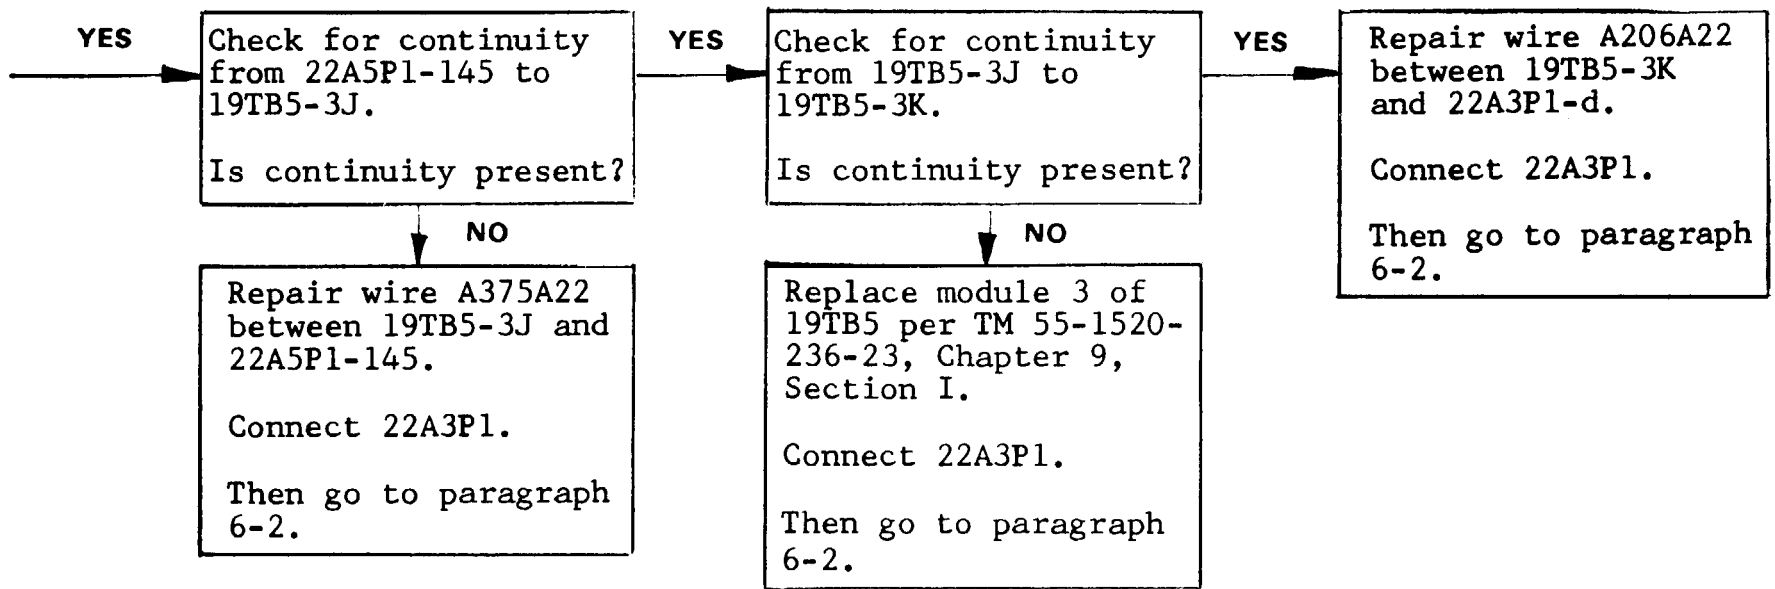 YES
Check for continuity
from 22A5P1-145 to
19TB5-3J.
Is continuity present?
YES
Check for continuity
from 19TB5-3J to
19TB5-3K.
Is continuity present?
YES
Repair wire A206A22
between 19TB5-3K
and 22A3P1-d.
Connect 22A3P1.
Then go to paragraph
6-2.
NO
Repair wire A375A22
between 19TB5-3J and
22A5P1-145.
Connect 22A3P1.
Then go to paragraph
6-2.
NO
Replace module 3 of
19TB5 per TM 55-1520-
236-23, Chapter 9,
Section I.
Connect 22A3P1.
Then go to paragraph
6-2.